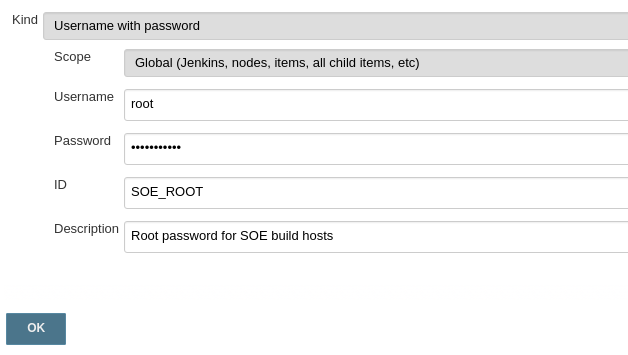 Kind Username with password
Scope Global (Jenkins, nodes, items, all child items, etc)
Username root
Password •••••••••••
ID SOE_ROOT
Description Root password for SOE build hosts
OK